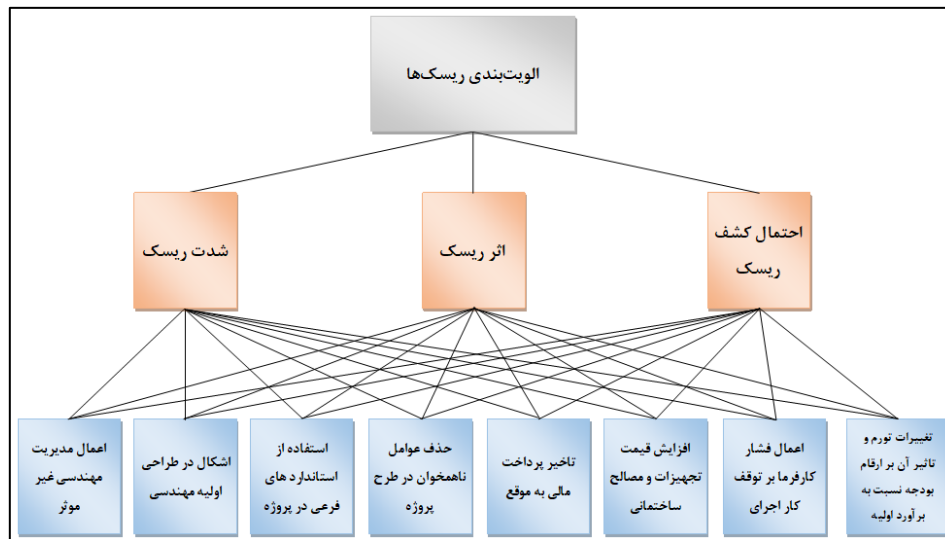 الویت‌بندی ریسک‌ها
احتمال کشف
ریسک
اثر ریسک
شدت ریسک
تغییرات تورم و
تاثیر آن بر ارقام
بودجه نسبت به
برآورد اولیه
اعمال فشار
کارفرما بر توقف
کار اجرای
افزایش قیمت
تجهیزات و مصالح
ساختمانی
تاخیر پرداخت
مالی به موقع
حذف عوامل
ناهمخوان در طرح
پروژه
استفاده از
استاندارد های
فرعی در پروژه
اشکال در طراحی
اولیه مهندسی
اعمال مدیریت
مهندسی غیر
موثر